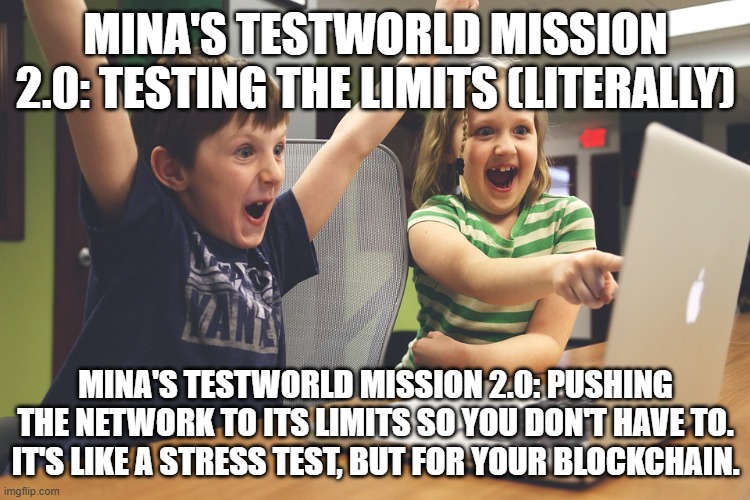 MINA'S TESTWORLD MISSION
2.0: TESTING THE LIMITS (LITERALLY)
MINA'S TESTWORLD MISSION 2.0: PUSHING
THE NETWORK TO ITS LIMITS SO YOU DON'T HAVE TO.
IT'S LIKE A STRESS TEST, BUT FOR YOUR BLOCKCHAIN.
imgflip.com